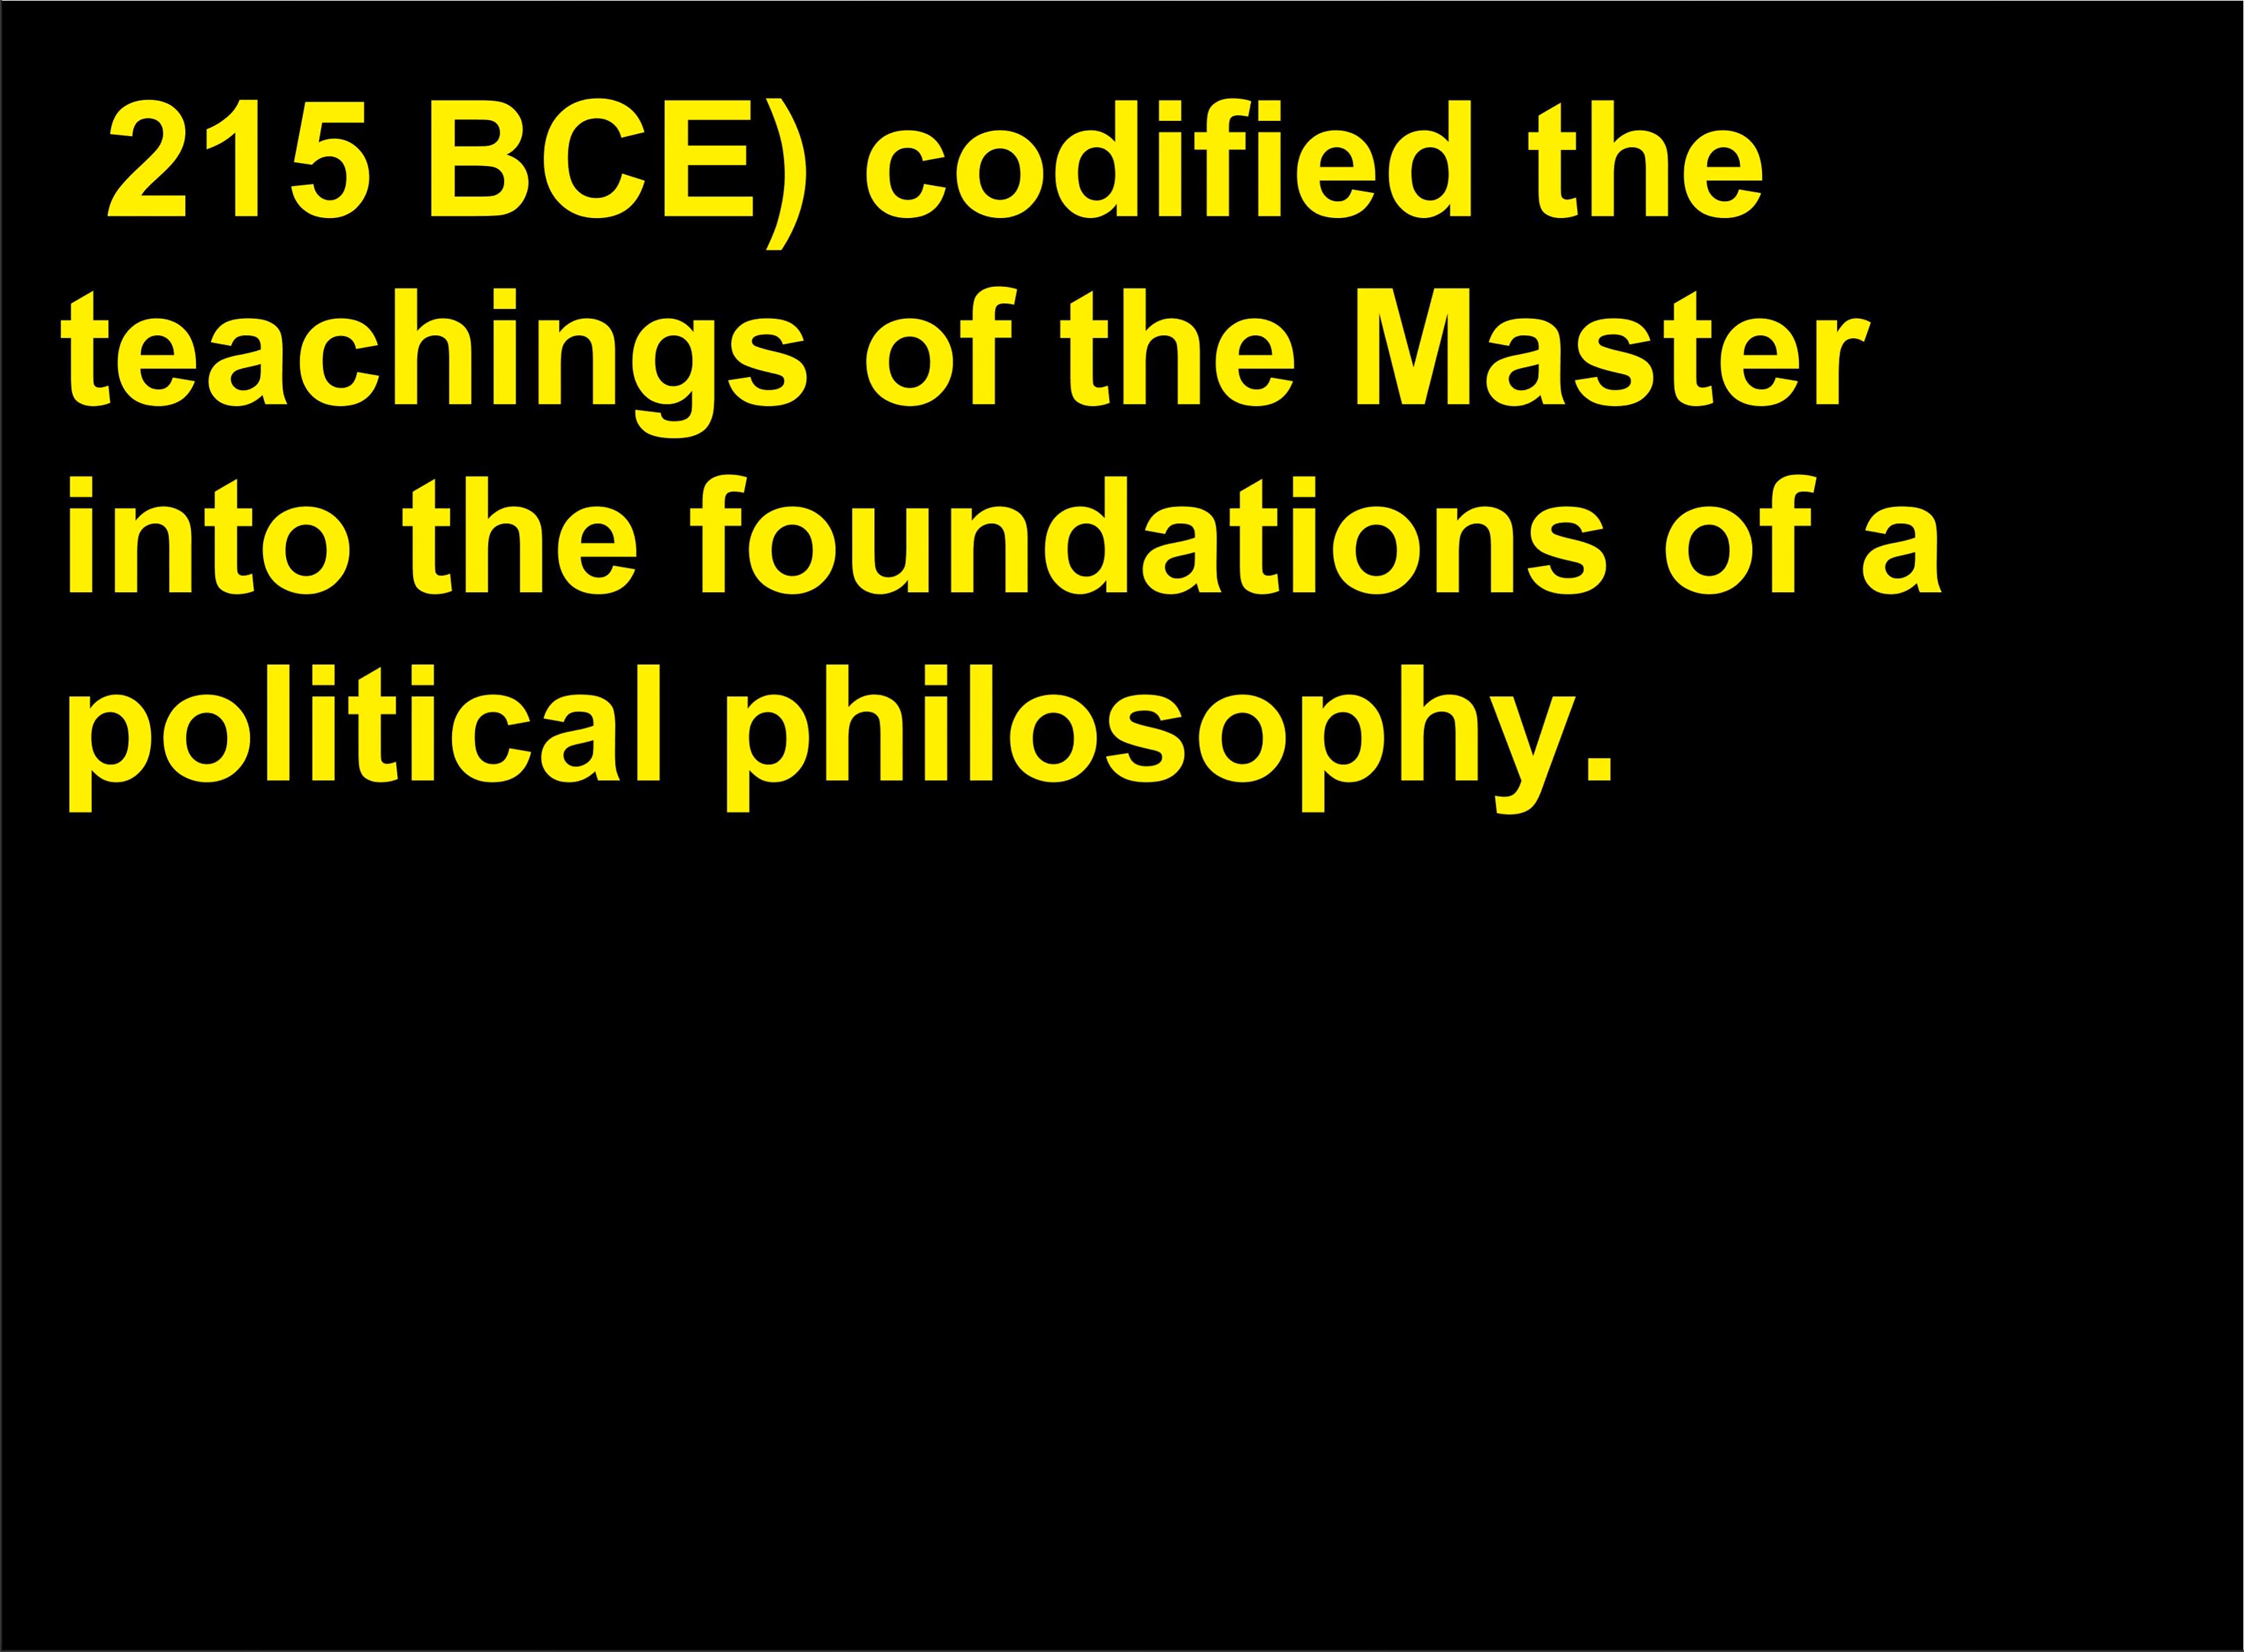 215 BCE) codified the
teachings of the Master
into the foundations of a
political philosophy.